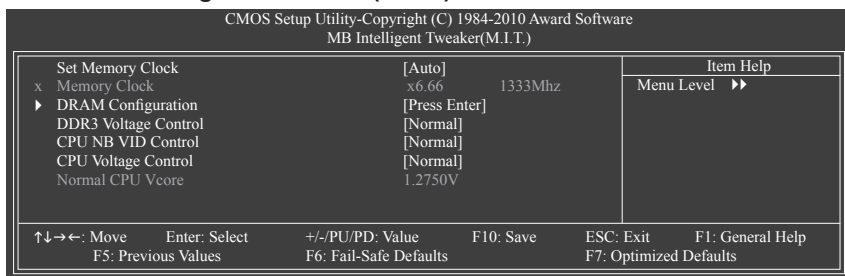 CMOS Setup Utility-Copyright (C) 1984-2010 Award Software
MB Intelligent Tweaker(M.I.T.)
Set Memory Clock [Auto]
x Memory Clock x6.66 1333Mhz
DRAM Configuration [Press Enter]
DDR3 Voltage Control [Normal]
CPU NB VID Control [Normal]
CPU Voltage Control [Normal]
Normal CPU Vcore 1.2750V
Item Help
Menu Level
↑↓→←: Move Enter: Select +/-/PU/PD: Value F10: Save ESC: Exit F1: General Help
F5: Previous Values F6: Fail-Safe Defaults F7: Optimized Defaults